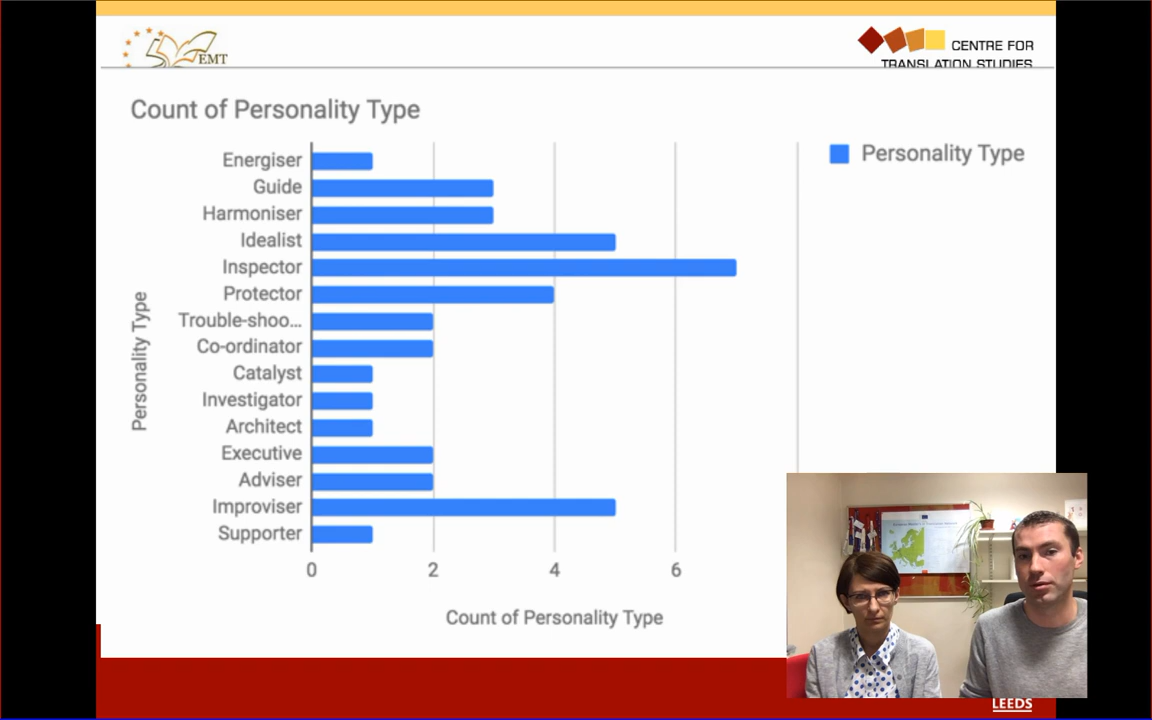 EMT
CENTRE FOR
TRANSLATION STUDIES
Count of Personality Type
Personality Type
Energiser
Guide
Harmoniser
Idealist
Inspector
Protector
Trouble-shoo...
Co-ordinator
Catalyst
Investigator
Architect
Executive
Adviser
Improviser
Supporter
Personality Type
0 2 4 6
Count of Personality Type
LEEDS